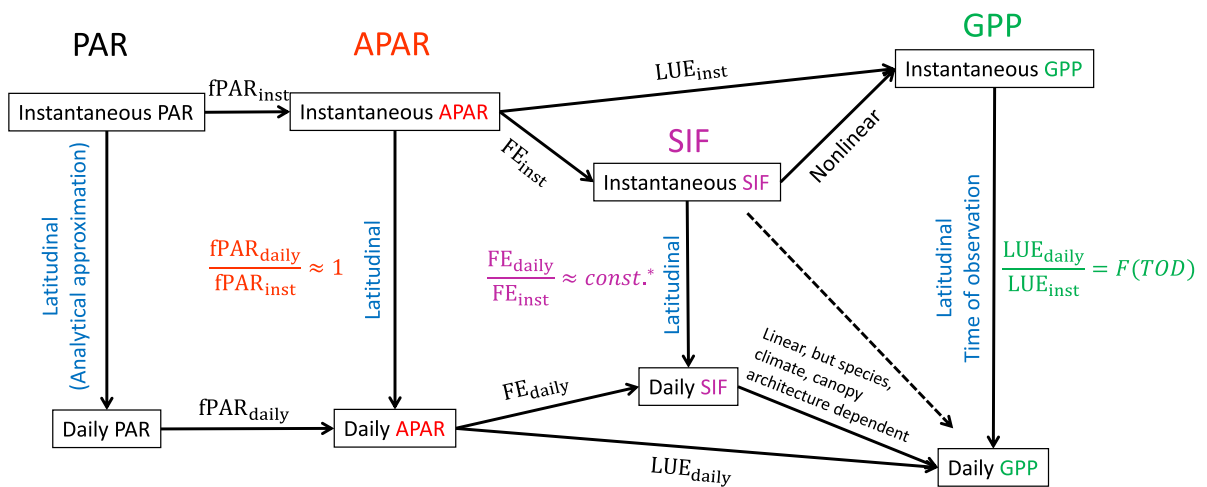 PAR
APAR
GPP
SIF
fPAR_inst
LUE_inst
Instantaneous GPP
Instantaneous PAR
Instantaneous APAR
FE_inst
Instantaneous SIF
Nonlinear
Latitudinal
(Analytical approximation)
fPAR_daily / fPAR_inst ≈ 1
Latitudinal
FE_daily / FE_inst ≈ const.*
Latitudinal
Latitudinal
Time of observation
LUE_daily / LUE_inst = F(TOD)
Linear, but species,
climate, canopy
architecture dependent
FE_daily
Daily SIF
fPAR_daily
Daily PAR
Daily APAR
LUE_daily
Daily GPP